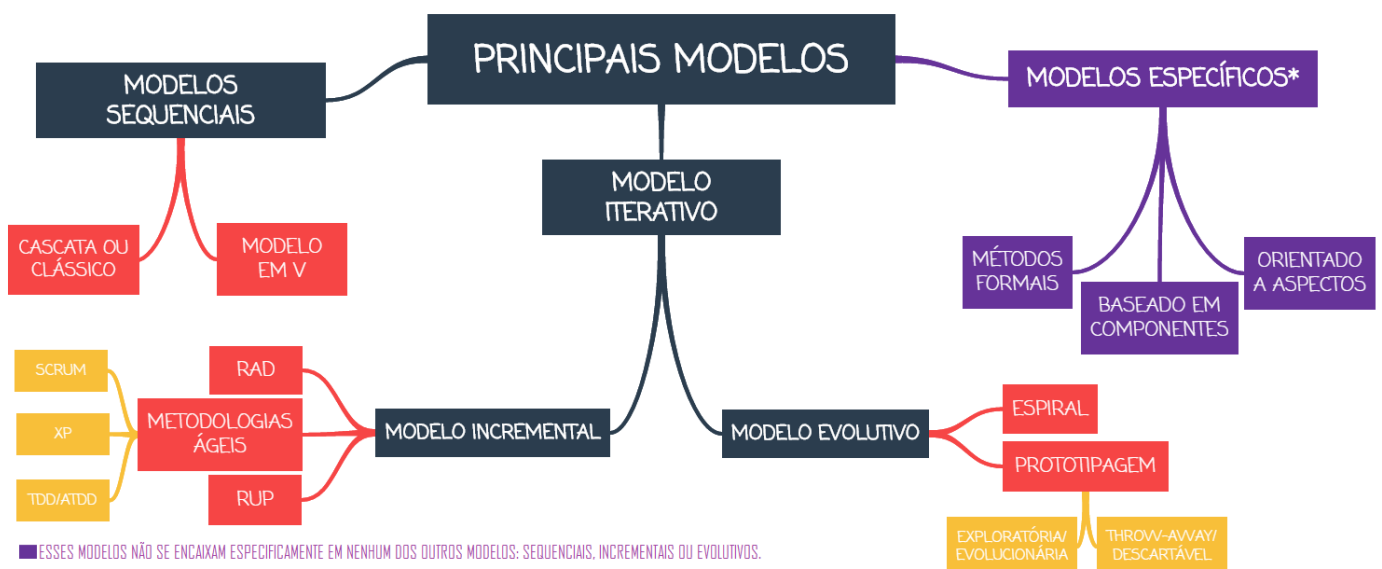 PRINCIPAIS MODELOS
MODELOS
SEQUENCIAIS
MODELOS ESPECÍFICOS*
MODELO
ITERATIVO
CASCATA OU
CLÁSSICO
MODELO
EM V
MÉTODOS
FORMAIS
BASEADO EM
COMPONENTES
ORIENTADO
A ASPECTOS
SCRUM
XP
TDD/ATDD
RAD
METODOLOGIAS
ÁGEIS
RUP
MODELO INCREMENTAL
MODELO EVOLUTIVO
ESPIRAL
PROTOTIPAGEM
EXPLORATÓRIA/
EVOLUCIONÁRIA
THROW-AWAY/
DESCARTÁVEL
ESSES MODELOS NÃO SE ENCAIXAM ESPECIFICAMENTE EM NENHUM DOS OUTROS MODELOS: SEQUENCIAIS, INCREMENTAIS OU EVOLUTIVOS.